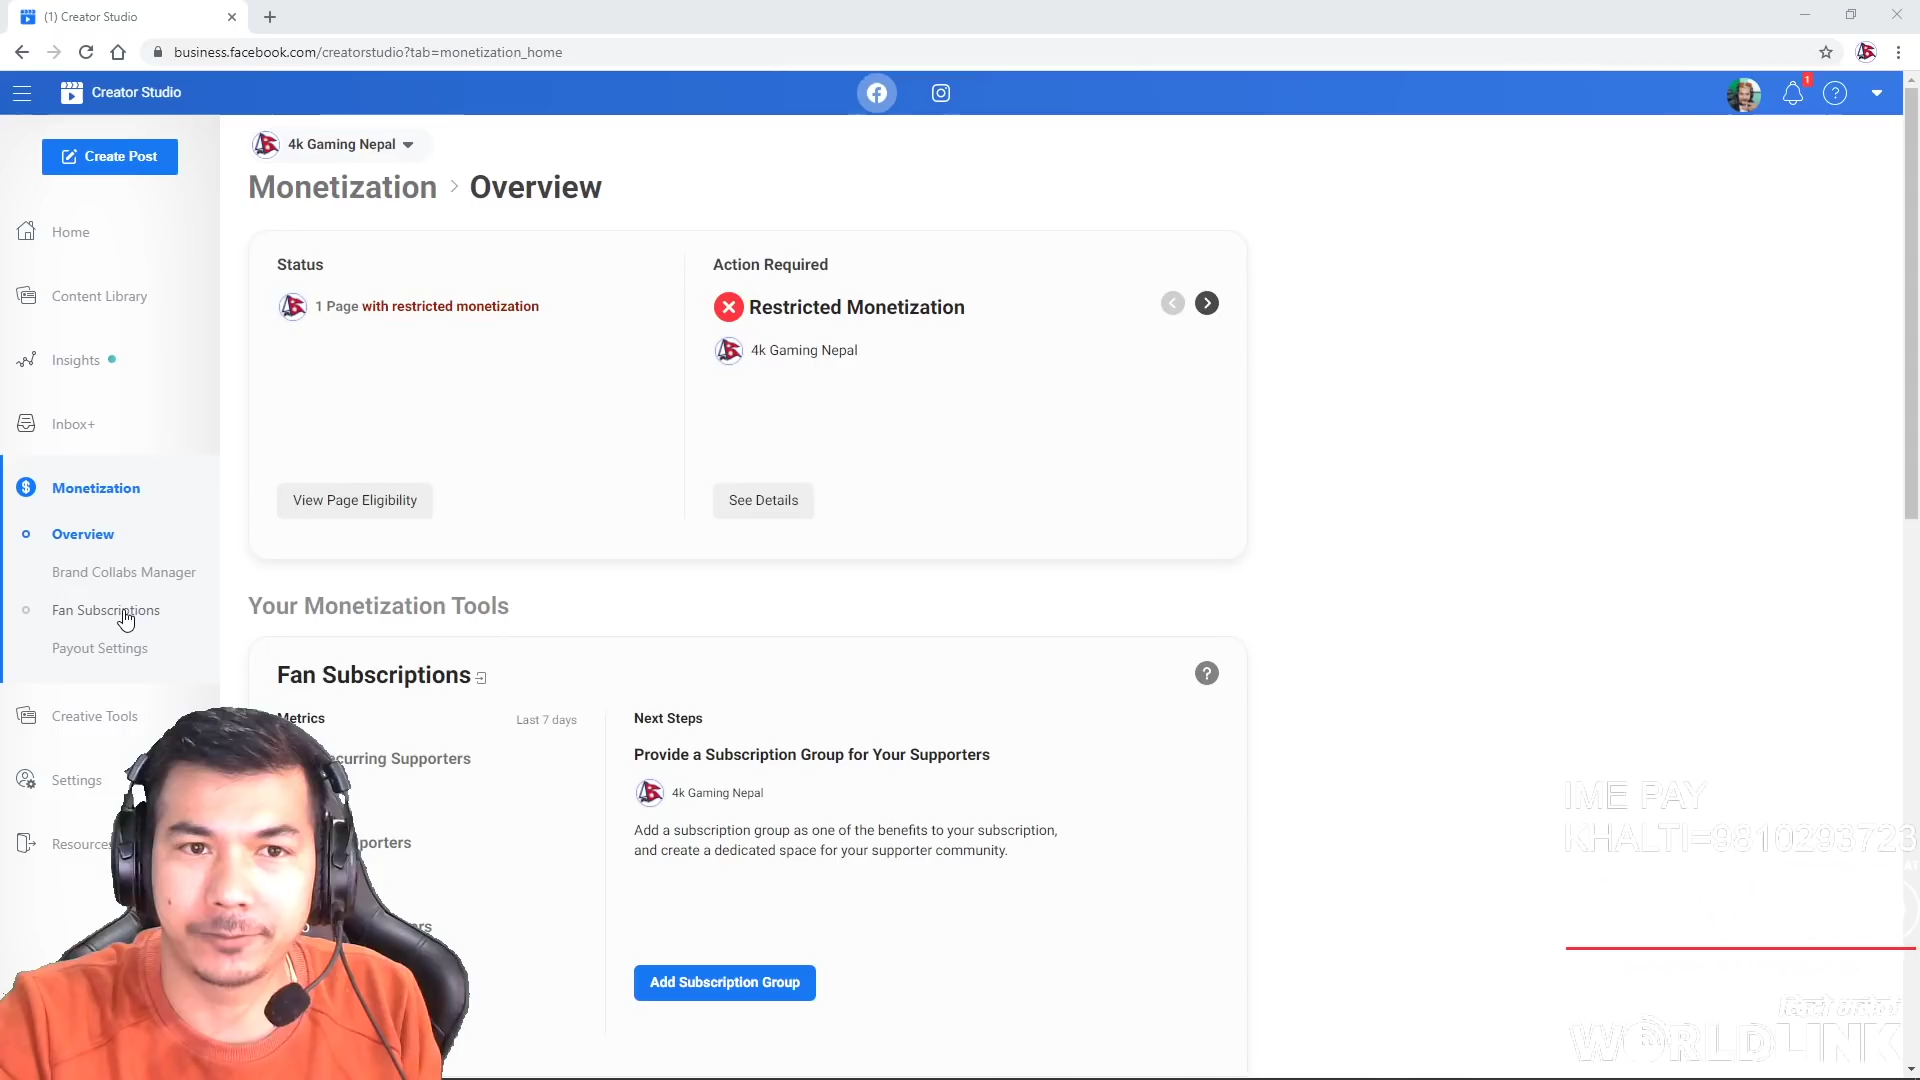 (1) Creator Studio
business.facebook.com/creatorstudio?tab=monetization_home
Creator Studio
1
Create Post
Home
Content Library
Insights
Inbox+
Monetization
Overview
Brand Collabs Manager
Fan Subscriptions
Payout Settings
Creative Tools
Settings
4k Gaming Nepal
Monetization > Overview
Status
1 Page with restricted monetization
View Page Eligibility
Action Required
Restricted Monetization
4k Gaming Nepal
See Details
Your Monetization Tools
Fan Subscriptions
?
Metrics
Last 7 days
Next Steps
Provide a Subscription Group for Your Supporters
4k Gaming Nepal
Add a subscription group as one of the benefits to your subscription,
and create a dedicated space for your supporter community.
Add Subscription Group
IME PAY
KHALTI=9810293723
WORLDLINK